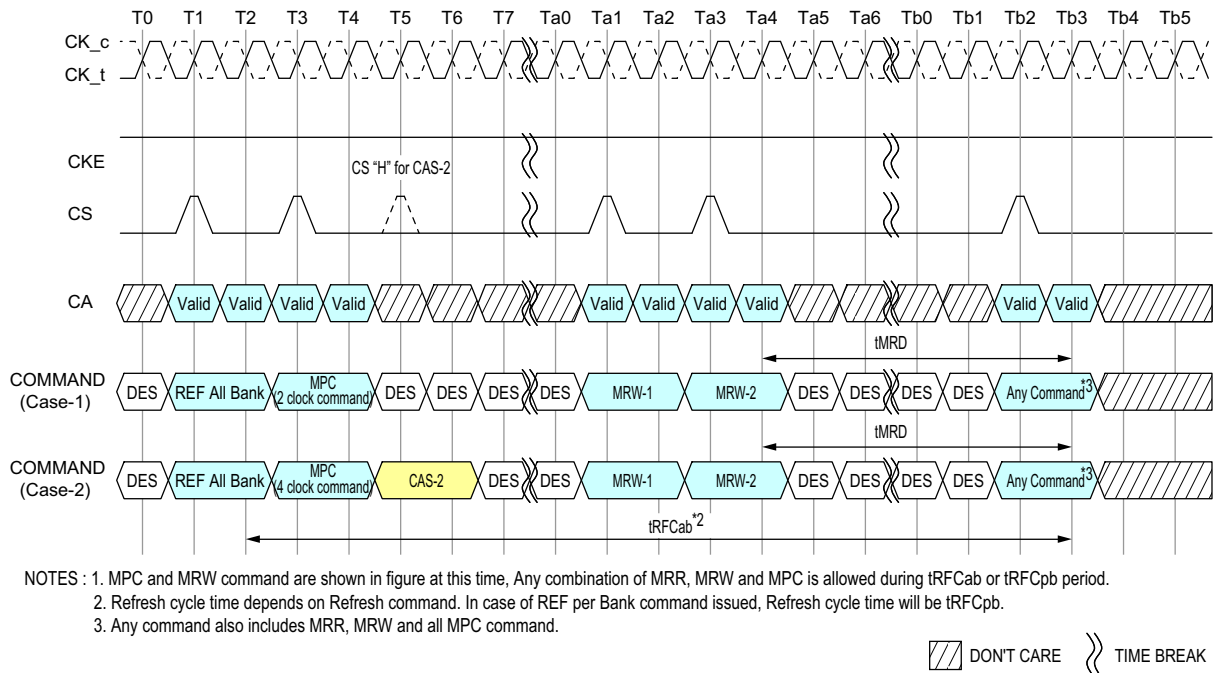 T0 T1 T2 T3 T4 T5 T6 T7 Ta0 Ta1 Ta2 Ta3 Ta4 Ta5 Ta6 Tb0 Tb1 Tb2 Tb3 Tb4 Tb5
CK_c
CK_t
CKE
CS “H” for CAS-2
CS
CA Valid Valid Valid Valid Valid Valid Valid Valid Valid Valid
tMRD
COMMAND
(Case-1)
DES REF All Bank MPC (2 clock command) DES DES DES DES MRW-1 MRW-2 DES DES DES DES Any Command*3
tMRD
COMMAND
(Case-2)
DES REF All Bank MPC (4 clock command) CAS-2 DES DES MRW-1 MRW-2 DES DES DES DES Any Command*3
tRFCab*2
NOTES : 1. MPC and MRW command are shown in figure at this time, Any combination of MRR, MRW and MPC is allowed during tRFCab or tRFCpb period.
2. Refresh cycle time depends on Refresh command. In case of REF per Bank command issued, Refresh cycle time will be tRFCpb.
3. Any command also includes MRR, MRW and all MPC command.
DON'T CARE TIME BREAK